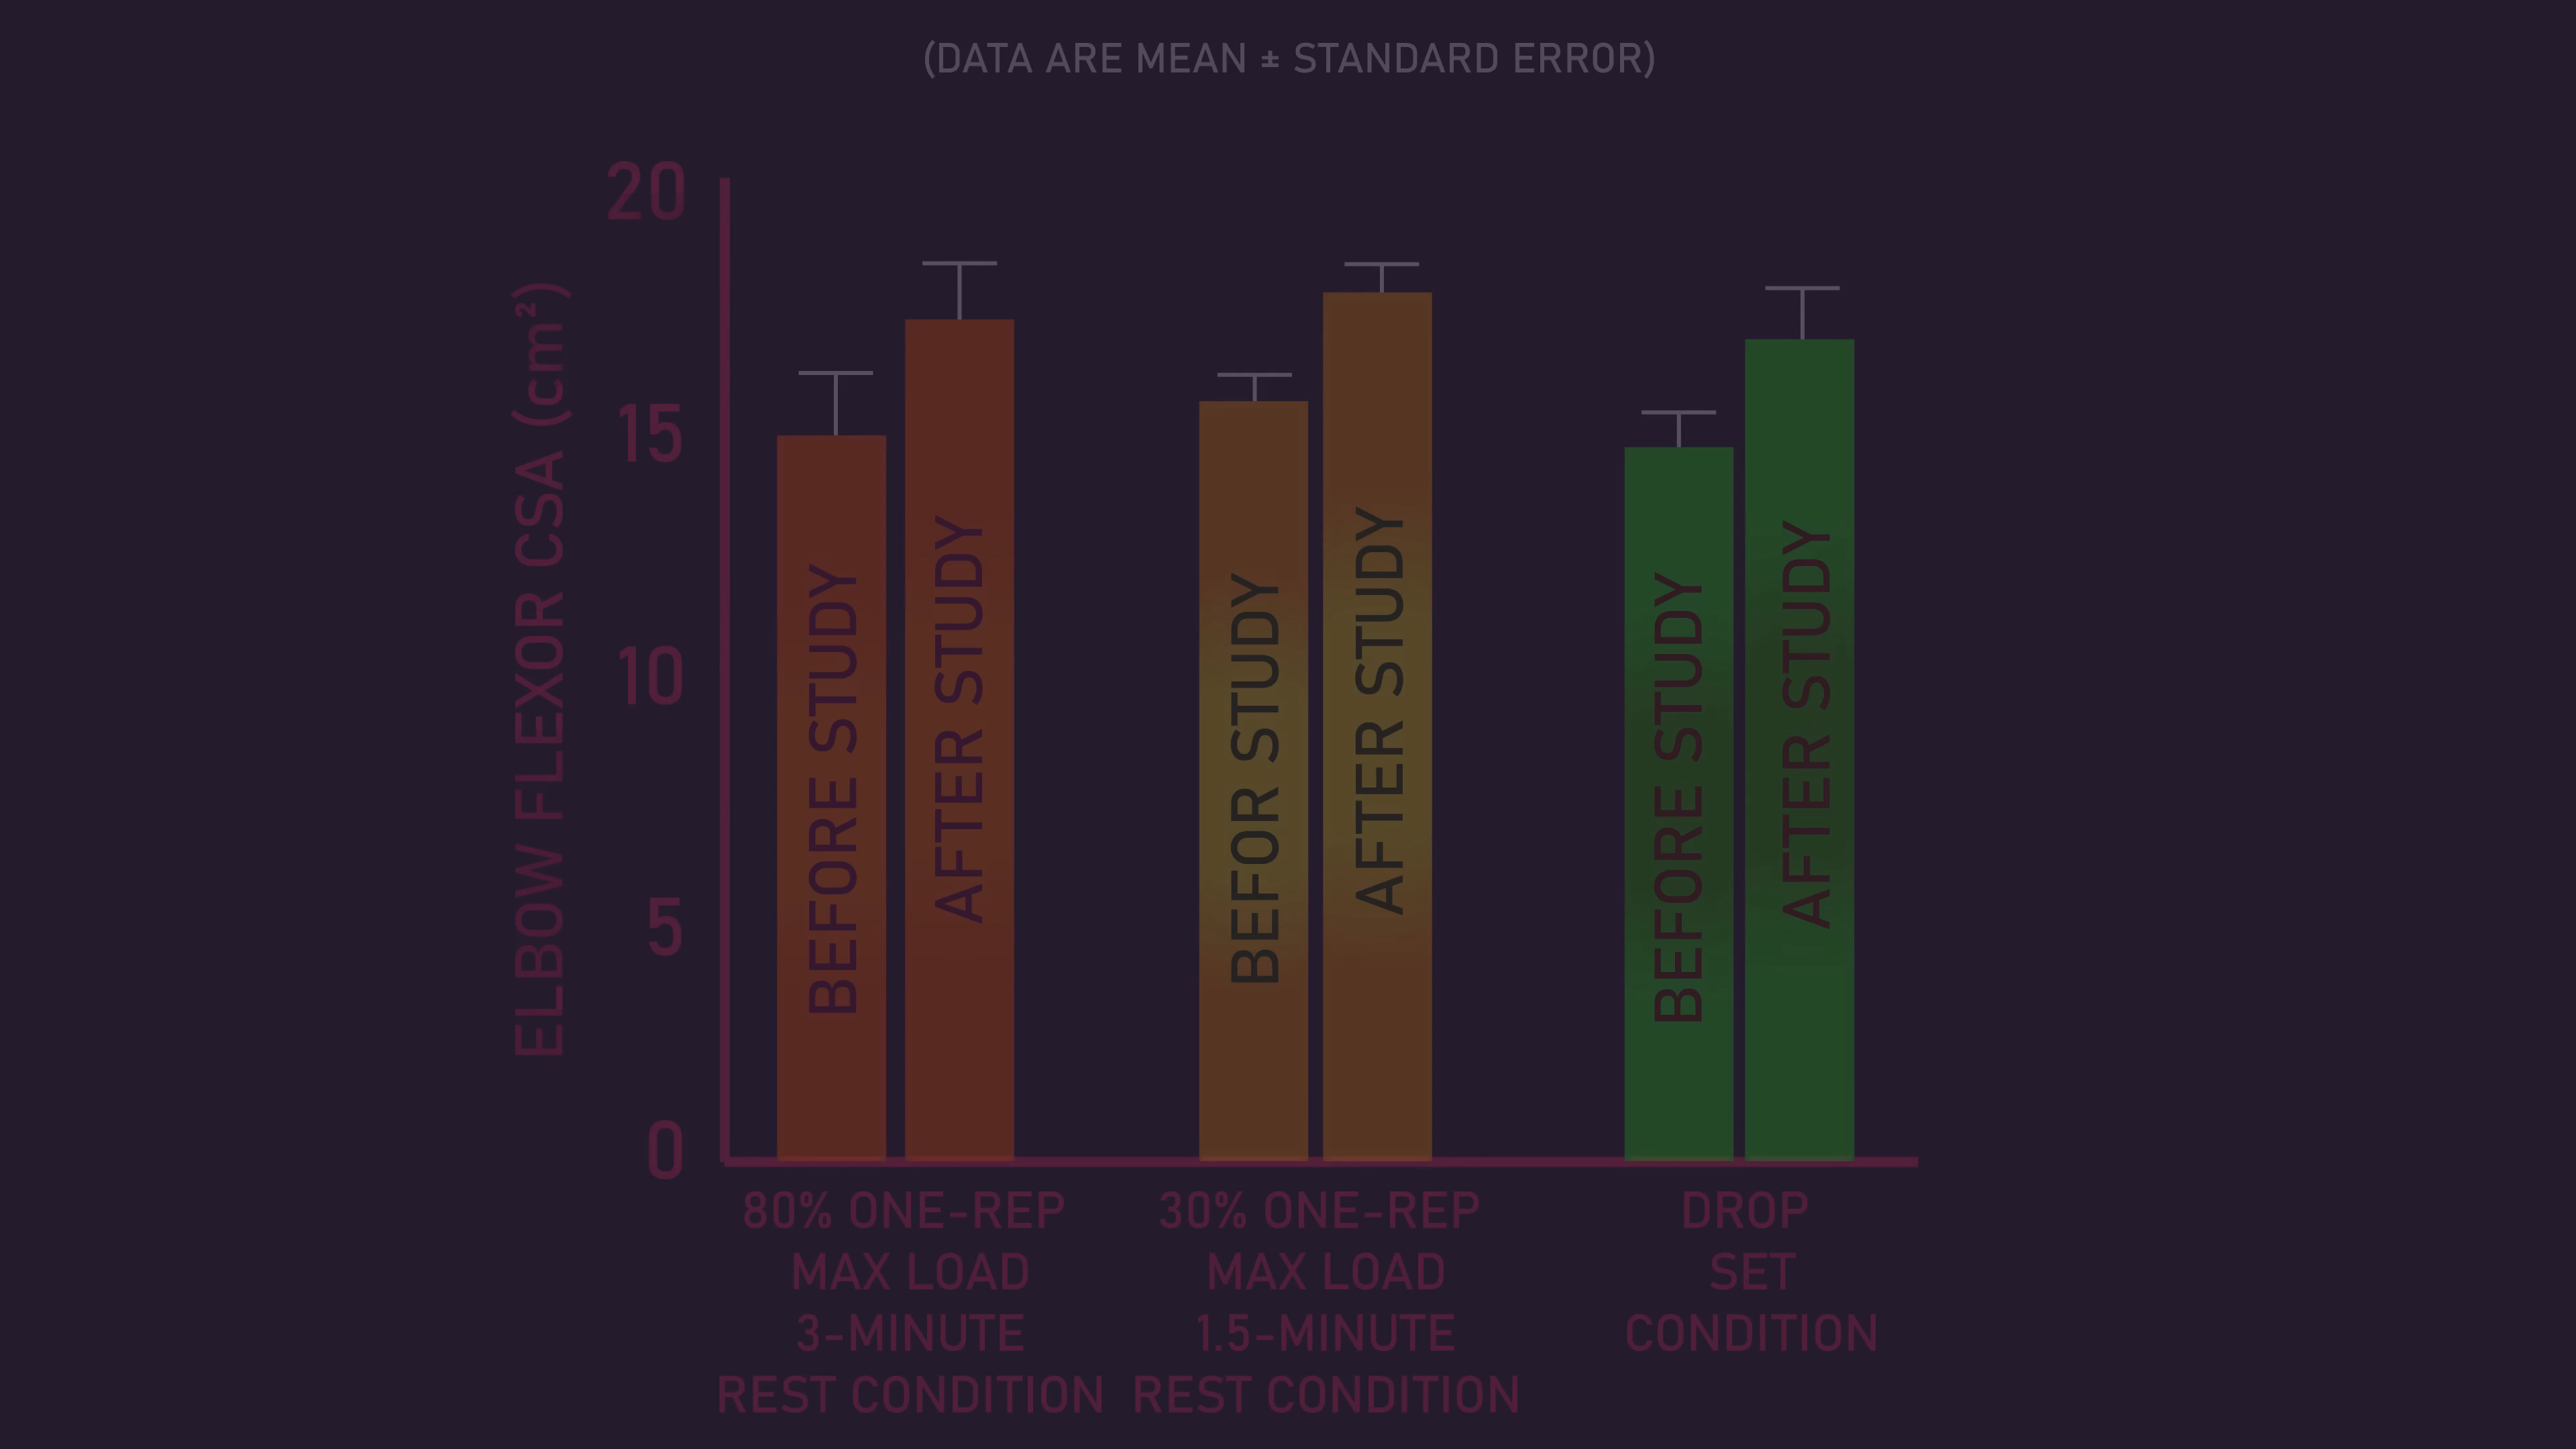 (DATA ARE MEAN ± STANDARD ERROR)
ELBOW FLEXOR CSA (cm²)
20
15
10
5
0
BEFORE STUDY
AFTER STUDY
BEFOR STUDY
AFTER STUDY
BEFORE STUDY
AFTER STUDY
80% ONE-REP
MAX LOAD
3-MINUTE
REST CONDITION
30% ONE-REP
MAX LOAD
1.5-MINUTE
REST CONDITION
DROP
SET
CONDITION